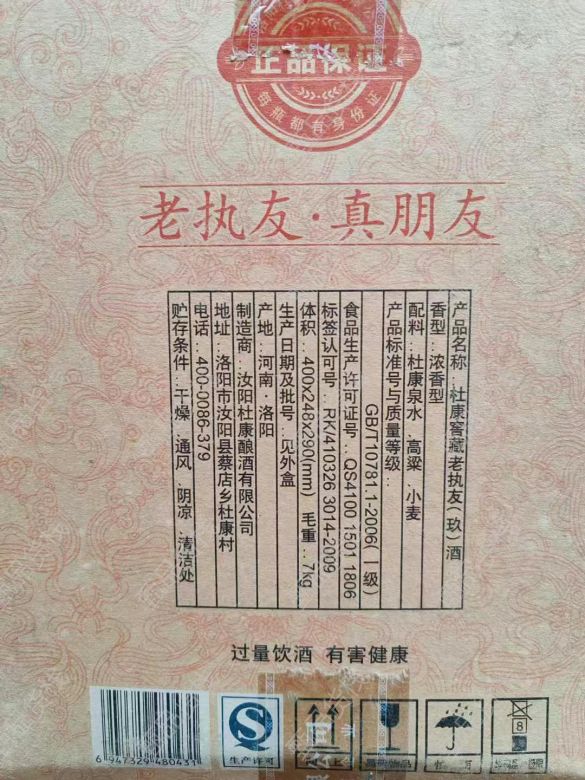 正品保证
每瓶都有身份证
老执友·真朋友
产品名称：杜康窖藏老执友(玖)酒
香型：浓香型
配料：杜康泉水、高粱、小麦
产品标准号与质量等级：
GB/T10781.1-2006(一级)
食品生产许可证号：QS4100 1501 1806
标签认可号：RK/410326 3014-2009
体积：400x248x290(mm) 毛重：7kg
生产日期及批号：见外盒
产地：河南·洛阳
制造商：汝阳杜康酿酒有限公司
地址：洛阳市汝阳县蔡店乡杜康村
电话：400-0086-379
贮存条件：干燥、通风、阴凉、清洁处
过量饮酒 有害健康
6 947329 480431
生产许可
8